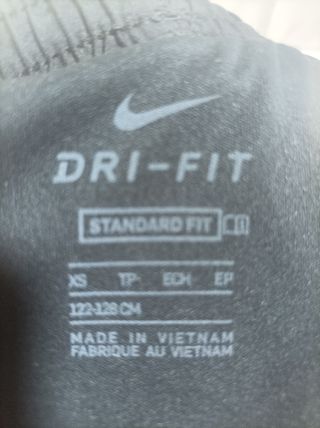 DRI-FIT
STANDARD FIT
XS TP ECH EP
122-128 CM
MADE IN VIETNAM
FABRIQUE AU VIETNAM